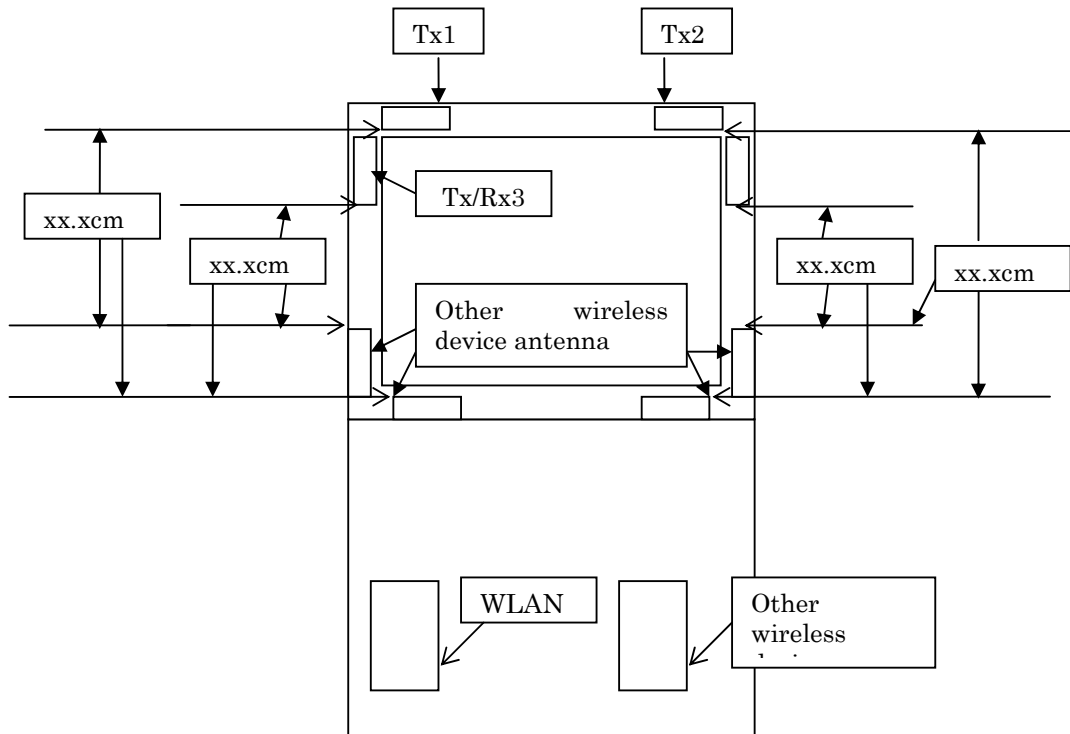 Tx1
Tx2
Tx/Rx3
xx.xcm
xx.xcm
xx.xcm
xx.xcm
Other wireless
device antenna
WLAN
Other
wireless